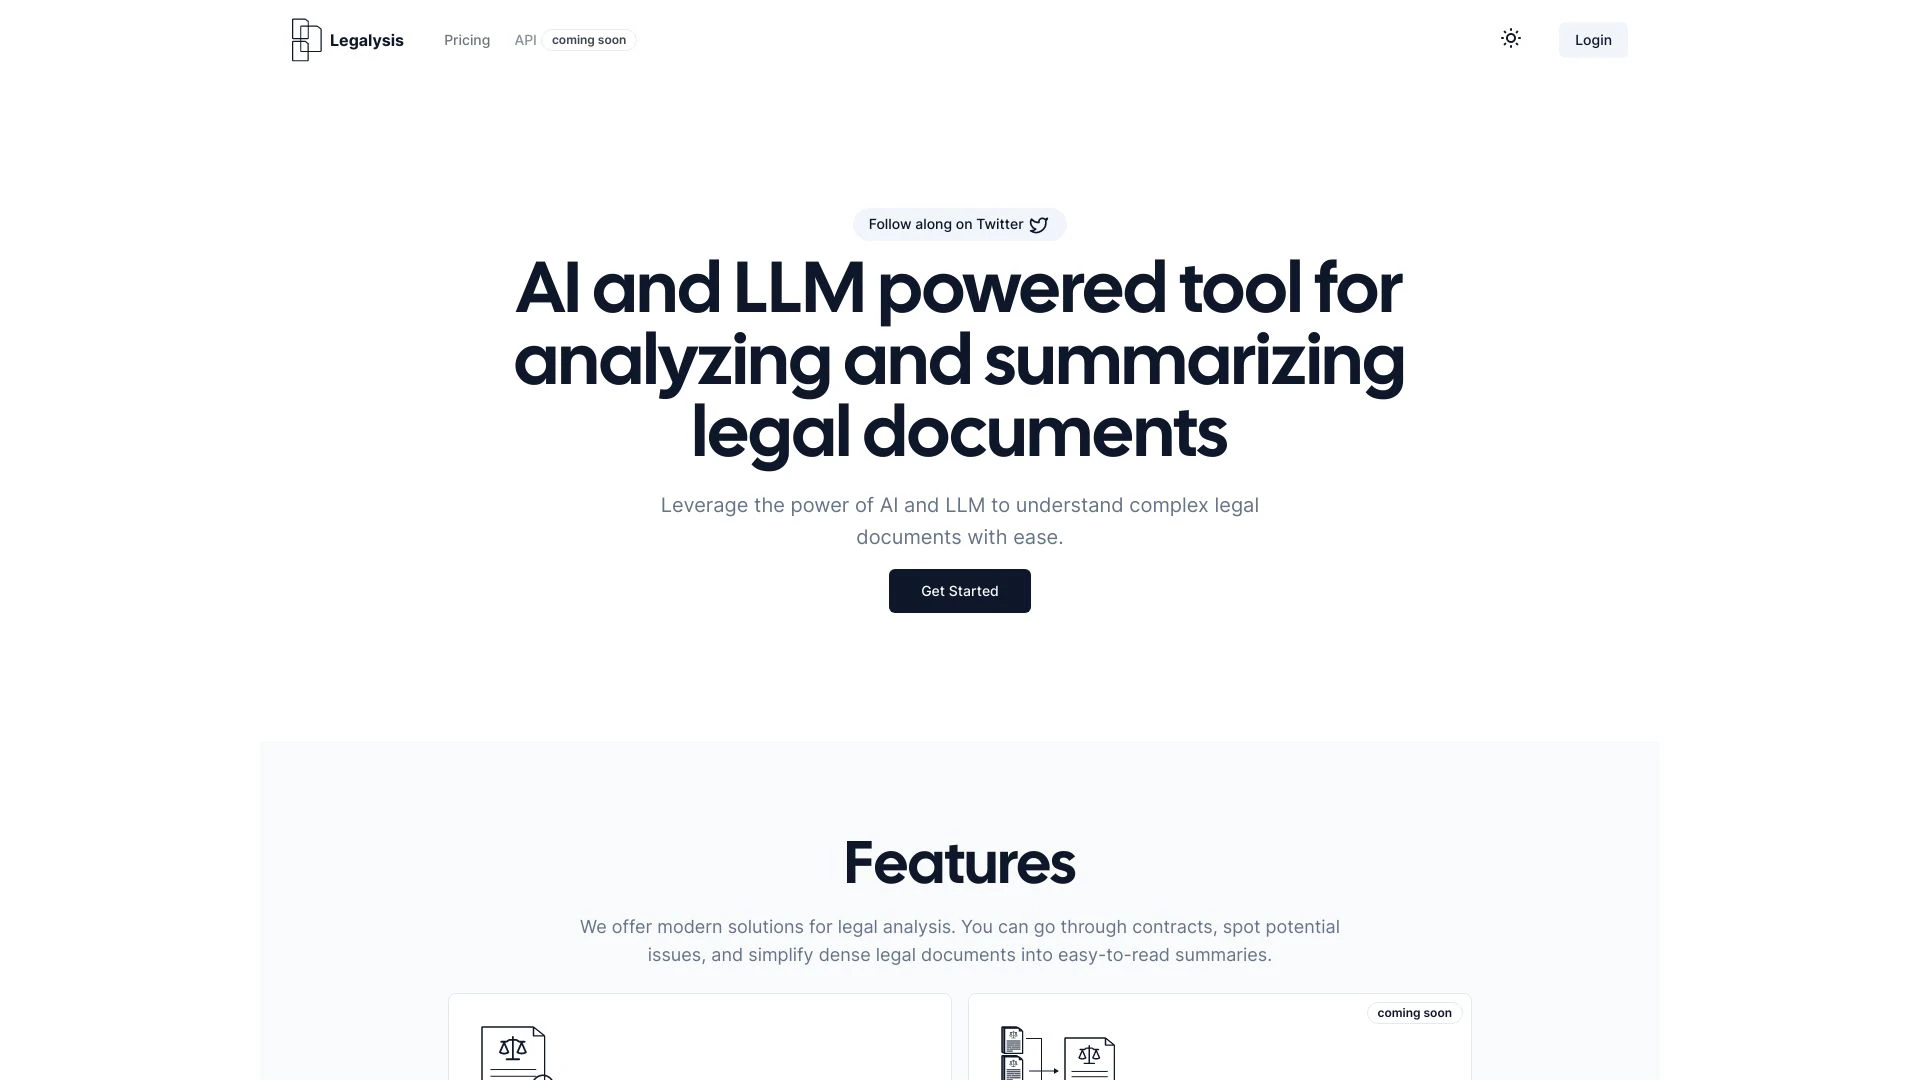 Legalysis
Pricing
API coming soon
Login
Follow along on Twitter
AI and LLM powered tool for
analyzing and summarizing
legal documents
Leverage the power of AI and LLM to understand complex legal
documents with ease.
Get Started
Features
We offer modern solutions for legal analysis. You can go through contracts, spot potential
issues, and simplify dense legal documents into easy-to-read summaries.
coming soon